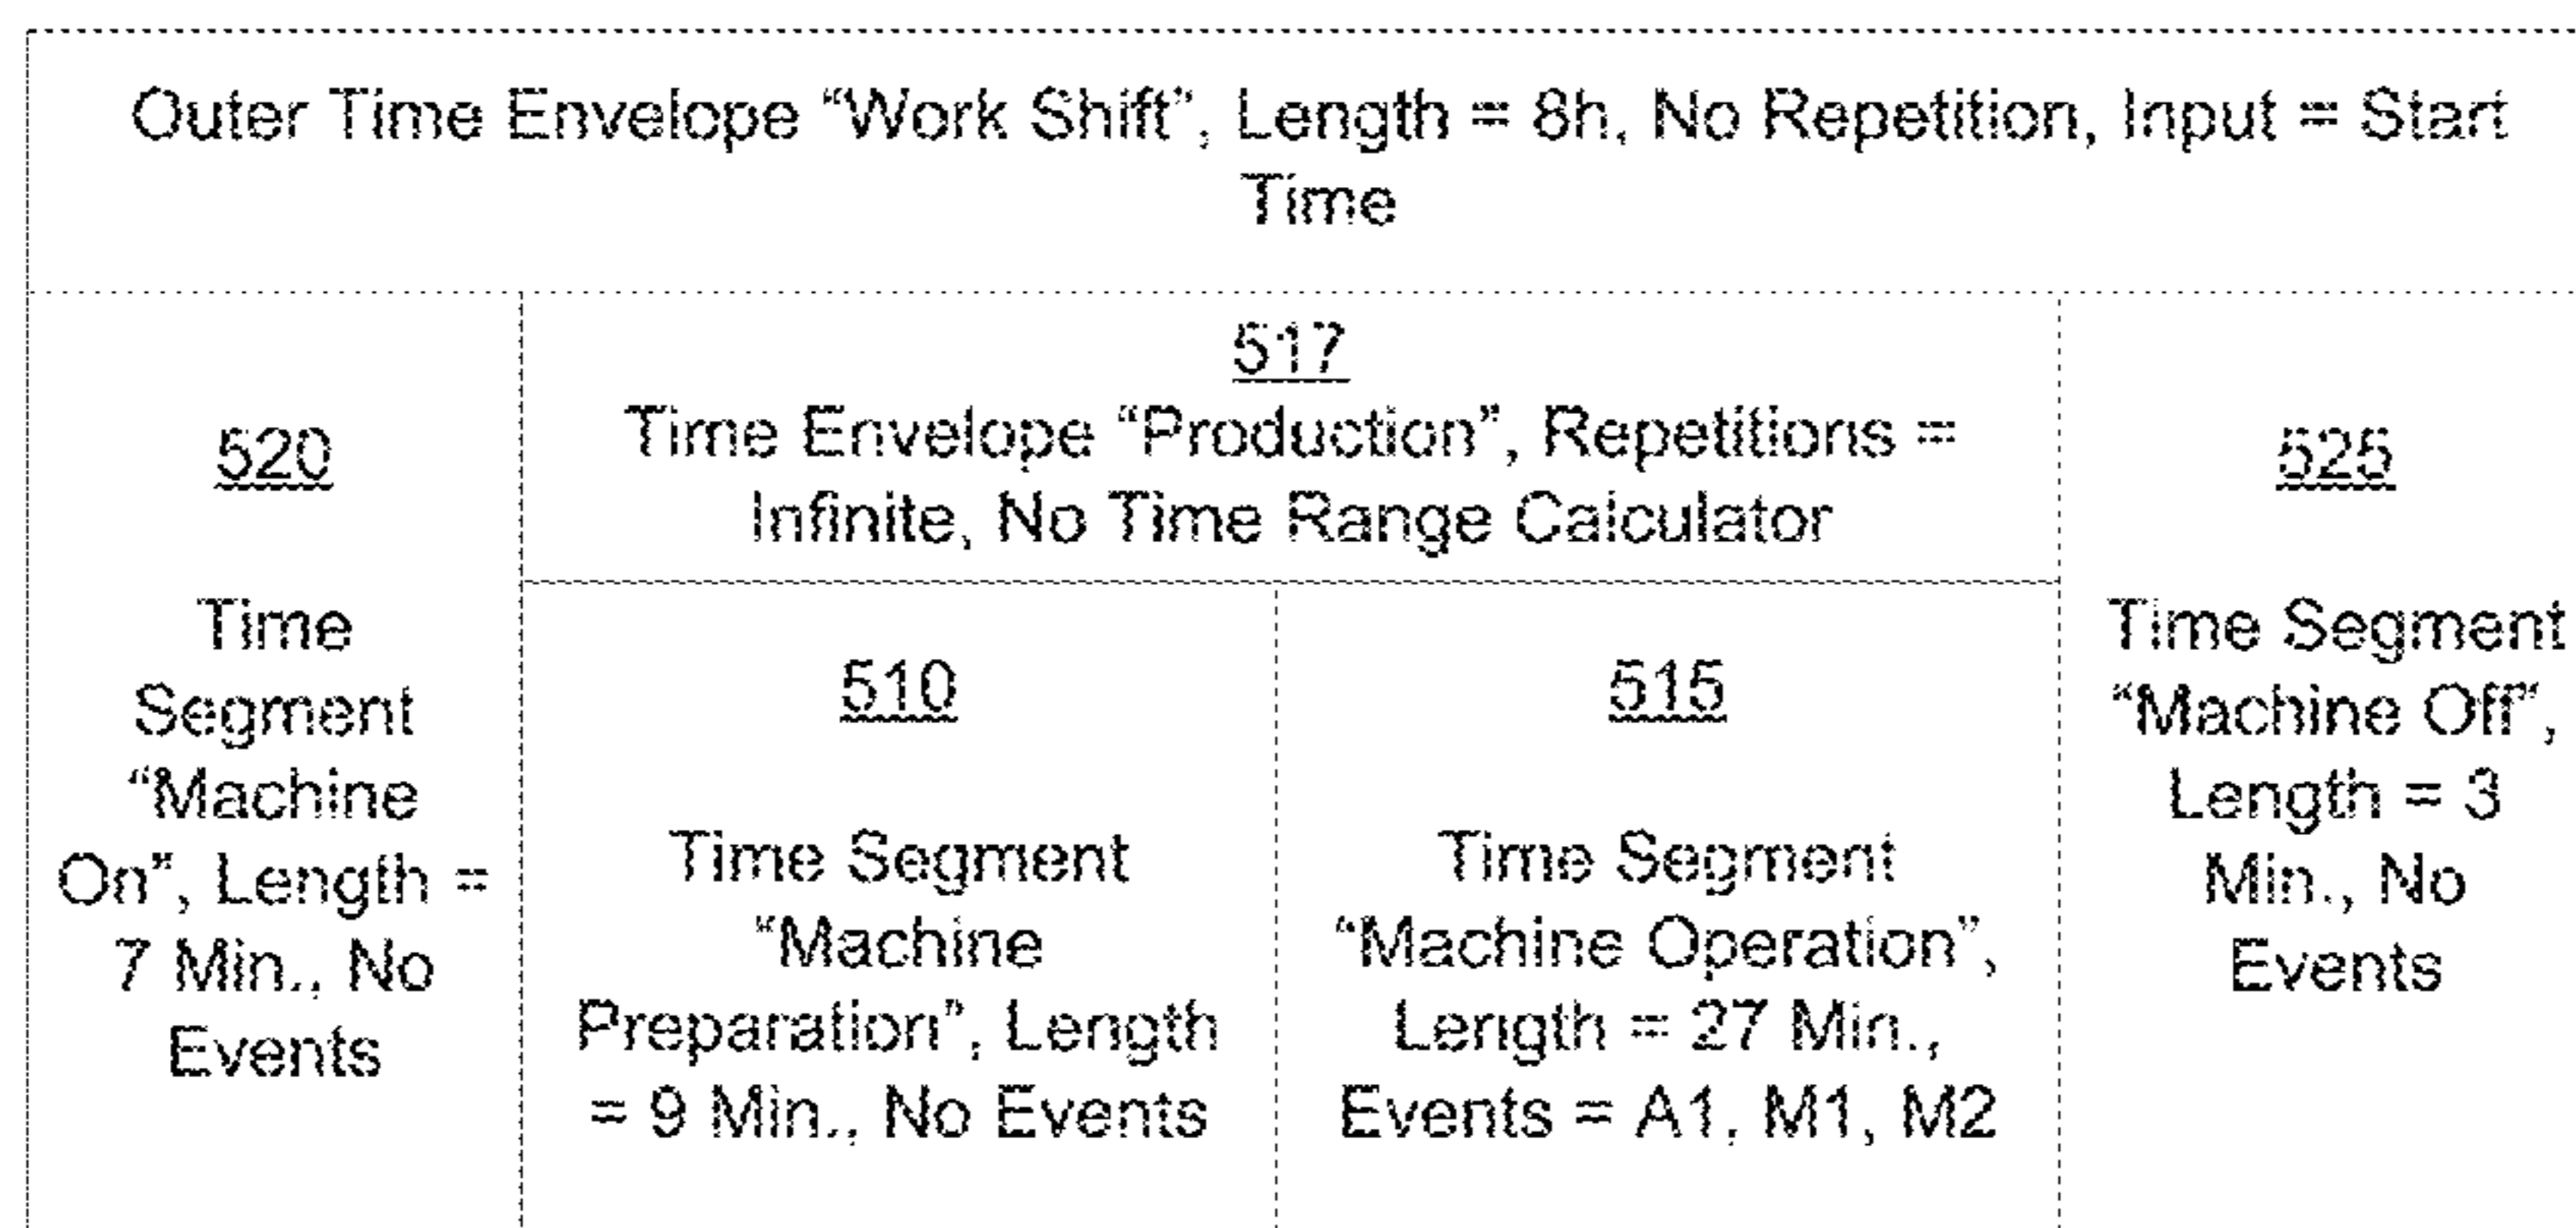 Outer Time Envelope “Work Shift”, Length = 8h, No Repetition, Input = Start
Time
520
Time
Segment
“Machine
On”, Length =
7 Min., No
Events
517
Time Envelope “Production”, Repetitions =
Infinite, No Time Range Calculator
510
Time Segment
“Machine
Preparation”, Length
= 9 Min., No Events
515
Time Segment
“Machine Operation”,
Length = 27 Min.,
Events = A1, M1, M2
525
Time Segment
“Machine Off”,
Length = 3
Min., No
Events